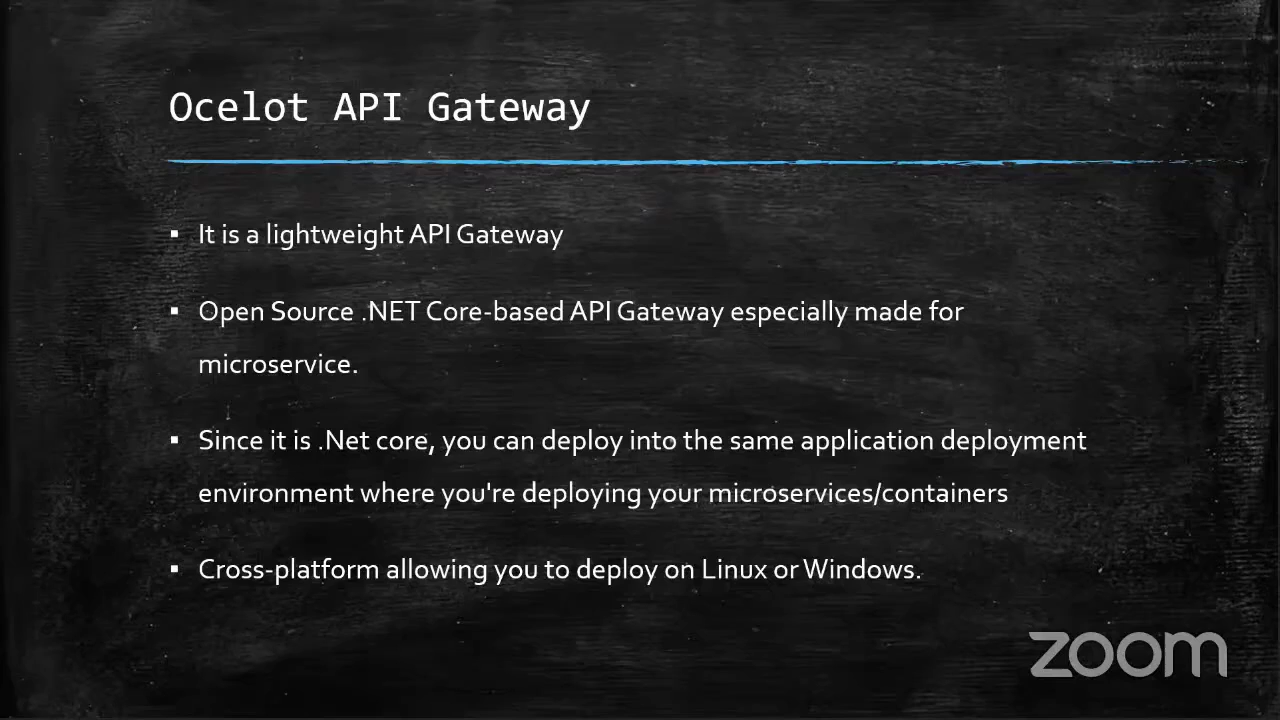 Ocelot API Gateway
▪ It is a lightweight API Gateway
▪ Open Source .NET Core-based API Gateway especially made for
microservice.
▪ Since it is .Net core, you can deploy into the same application deployment
environment where you're deploying your microservices/containers
▪ Cross-platform allowing you to deploy on Linux or Windows.
zoom